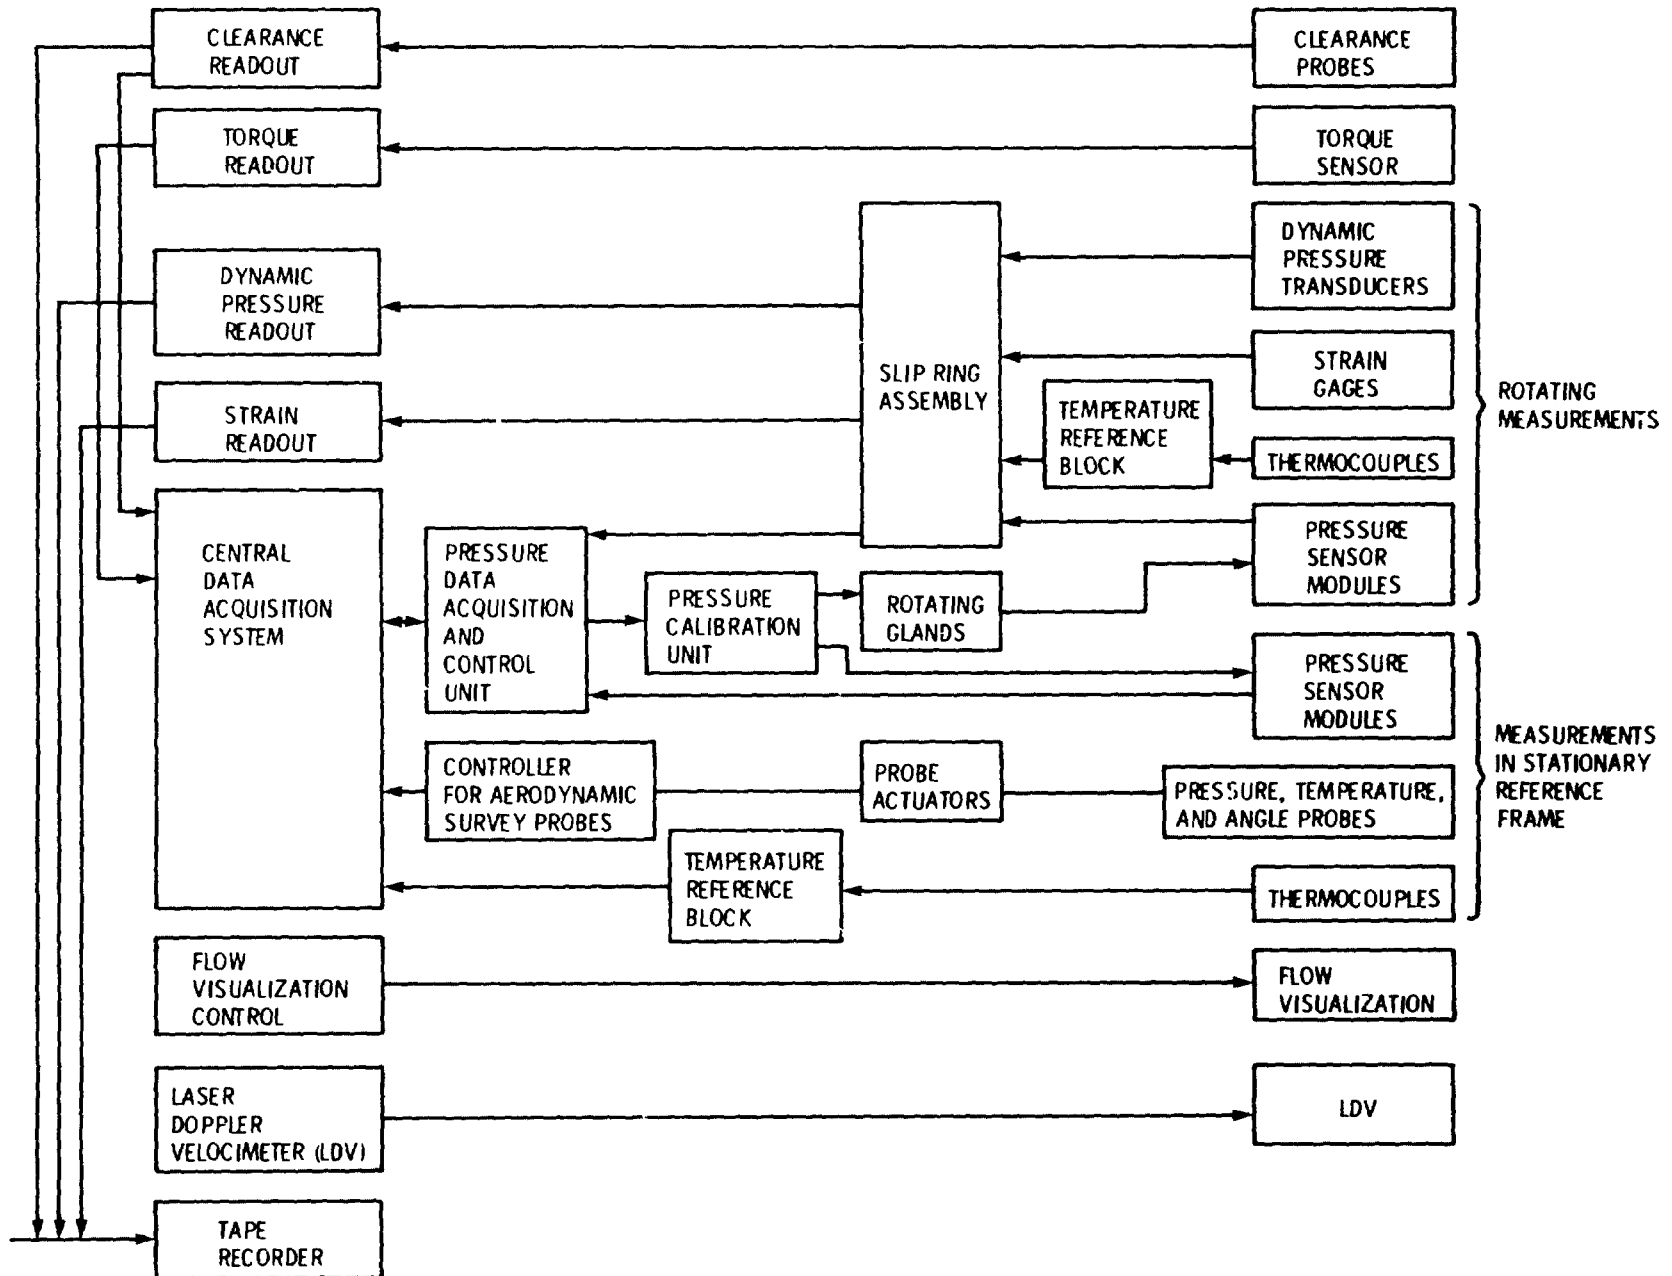 CLEARANCE
READOUT
CLEARANCE
PROBES
TORQUE
READOUT
TORQUE
SENSOR
DYNAMIC
PRESSURE
READOUT
DYNAMIC
PRESSURE
TRANSDUCERS
STRAIN
READOUT
SLIP RING
ASSEMBLY
STRAIN
GAGES
TEMPERATURE
REFERENCE
BLOCK
THERMOCOUPLES
ROTATING
MEASUREMENTS
CENTRAL
DATA
ACQUISITION
SYSTEM
PRESSURE
DATA
ACQUISITION
AND
CONTROL
UNIT
PRESSURE
CALIBRATION
UNIT
ROTATING
GLANDS
PRESSURE
SENSOR
MODULES
PRESSURE
SENSOR
MODULES
CONTROLLER
FOR AERODYNAMIC
SURVEY PROBES
PROBE
ACTUATORS
PRESSURE, TEMPERATURE,
AND ANGLE PROBES
MEASUREMENTS
IN STATIONARY
REFERENCE
FRAME
TEMPERATURE
REFERENCE
BLOCK
THERMOCOUPLES
FLOW
VISUALIZATION
CONTROL
FLOW
VISUALIZATION
LASER
DOPPLER
VELOCIMETER (LDV)
LDV
TAPE
RECORDER